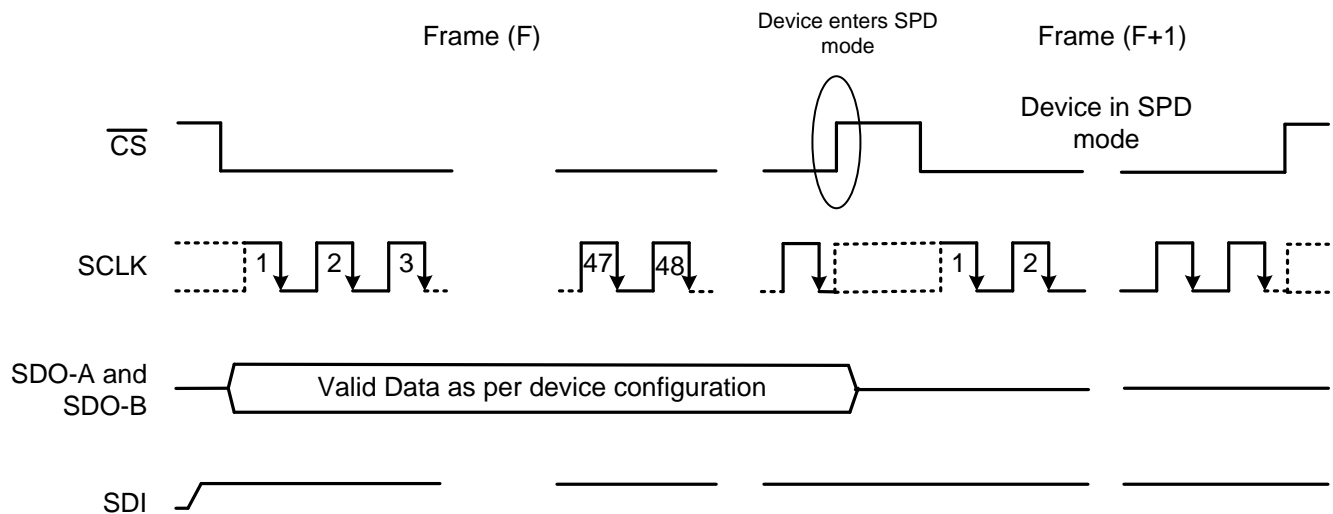 Frame (F)
Device enters SPD
mode
Frame (F+1)
Device in SPD
mode
CS
SCLK
1
2
3
47
48
1
2
SDO-A and
SDO-B
Valid Data as per device configuration
SDI